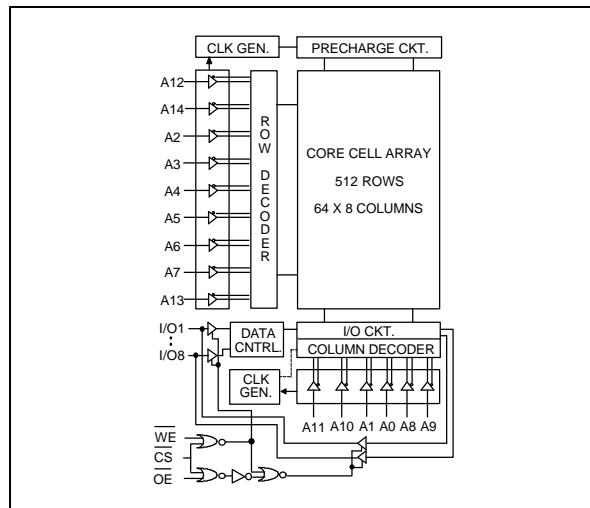 CLK GEN.
PRECHARGE CKT.
A12
A14
A2
A3
A4
A5
A6
A7
A13
ROW DECODER
CORE CELL ARRAY
512 ROWS
64 X 8 COLUMNS
I/O1
I/O8
DATA
CNTRL.
I/O CKT.
COLUMN DECODER
CLK
GEN.
A11 A10 A1 A0 A8 A9
WE
CS
OE